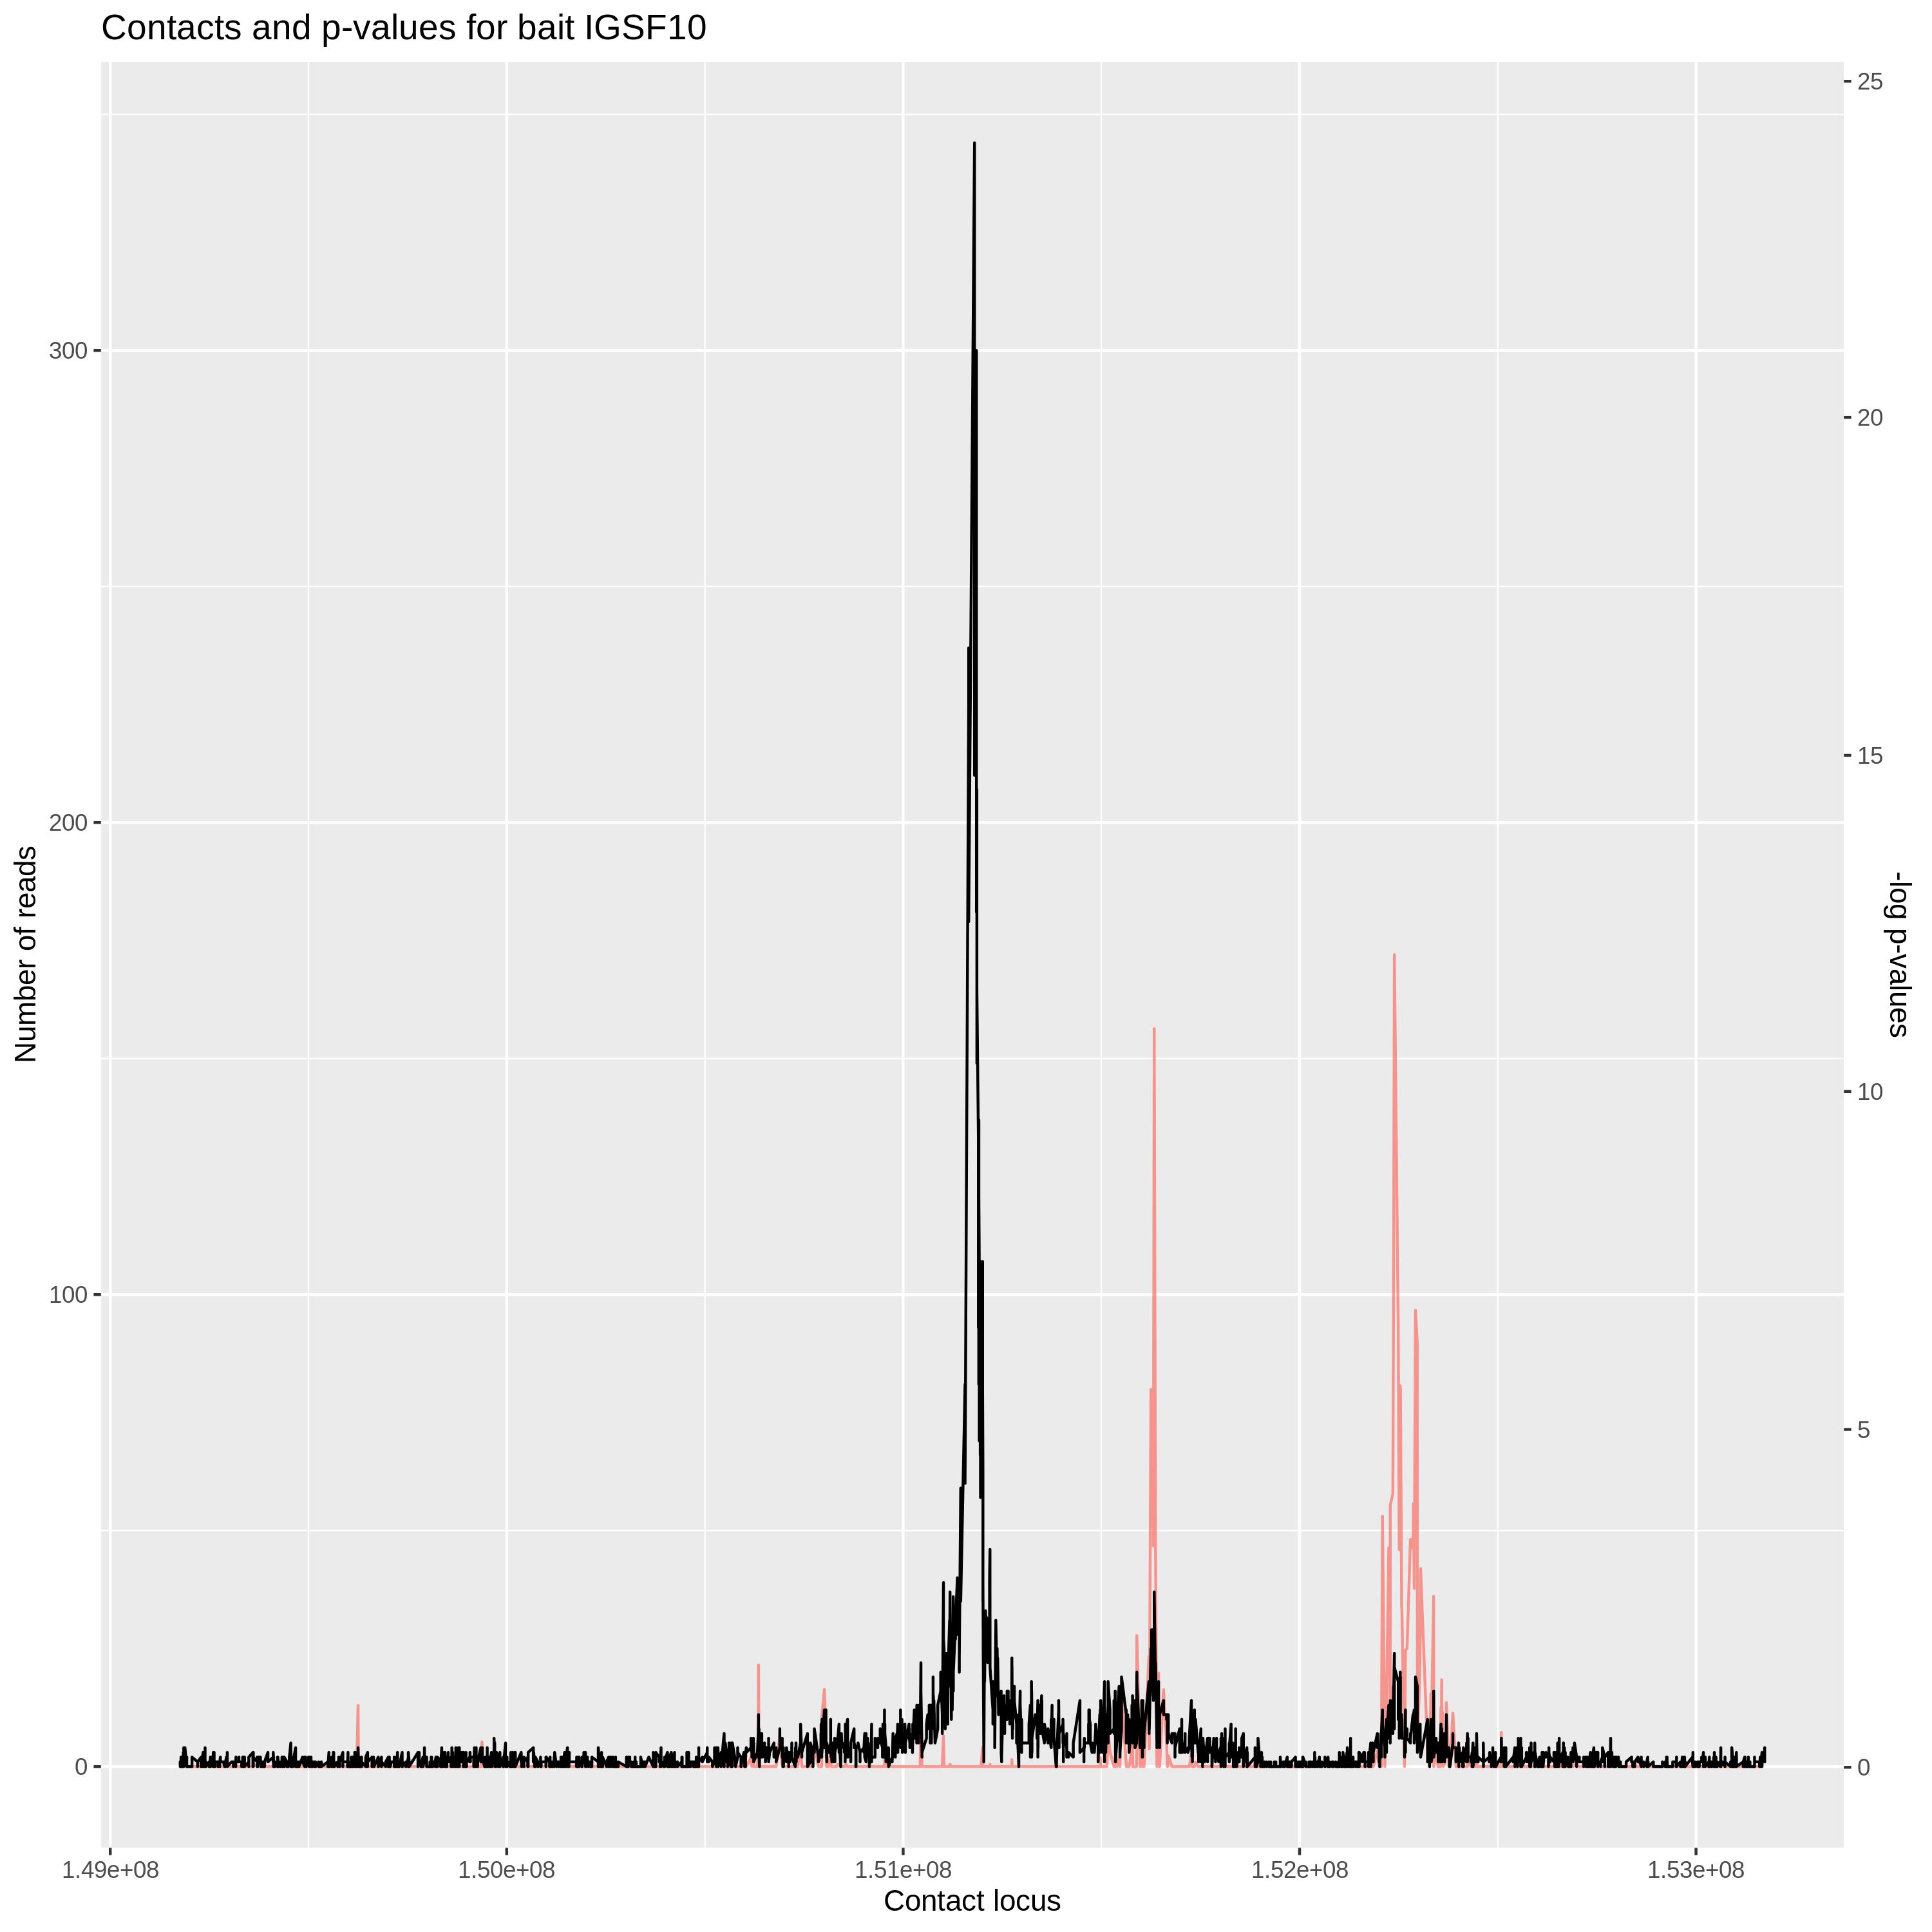 Contacts and p-values for bait IGSF10
Number of reads
300
200
100
0
25
20
15
10
5
0
-log p-values
1.49e+08
1.50e+08
1.51e+08
1.52e+08
1.53e+08
Contact locus